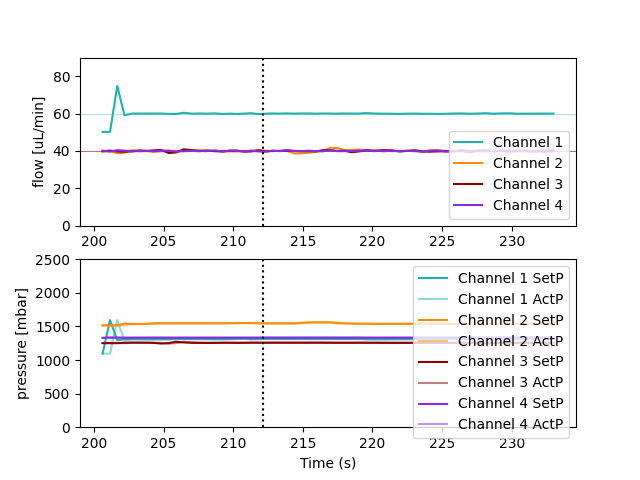 flow [uL/min]
80
60
40
20
0
Channel 1
Channel 2
Channel 3
Channel 4
200 205 210 215 220 225 230
pressure [mbar]
2500
2000
1500
1000
500
0
Channel 1 SetP
Channel 1 ActP
Channel 2 SetP
Channel 2 ActP
Channel 3 SetP
Channel 3 ActP
Channel 4 SetP
Channel 4 ActP
200 205 210 215 220 225 230
Time (s)